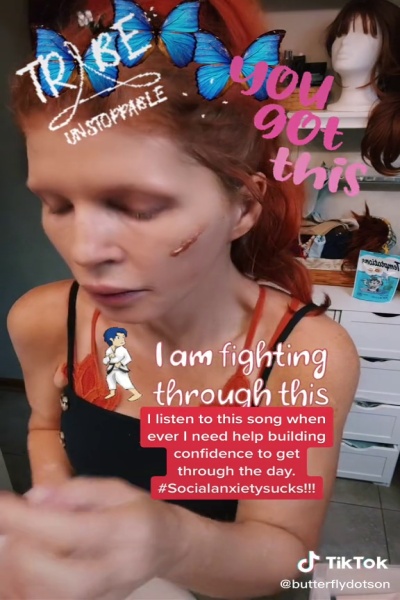 TRIBE
UNSTOPPABLE
you
got
this
Temptations
I am fighting
through this
I listen to this song when
ever I need help building
confidence to get
through the day.
#Socialanxietysucks!!!
TikTok
@butterflydotson